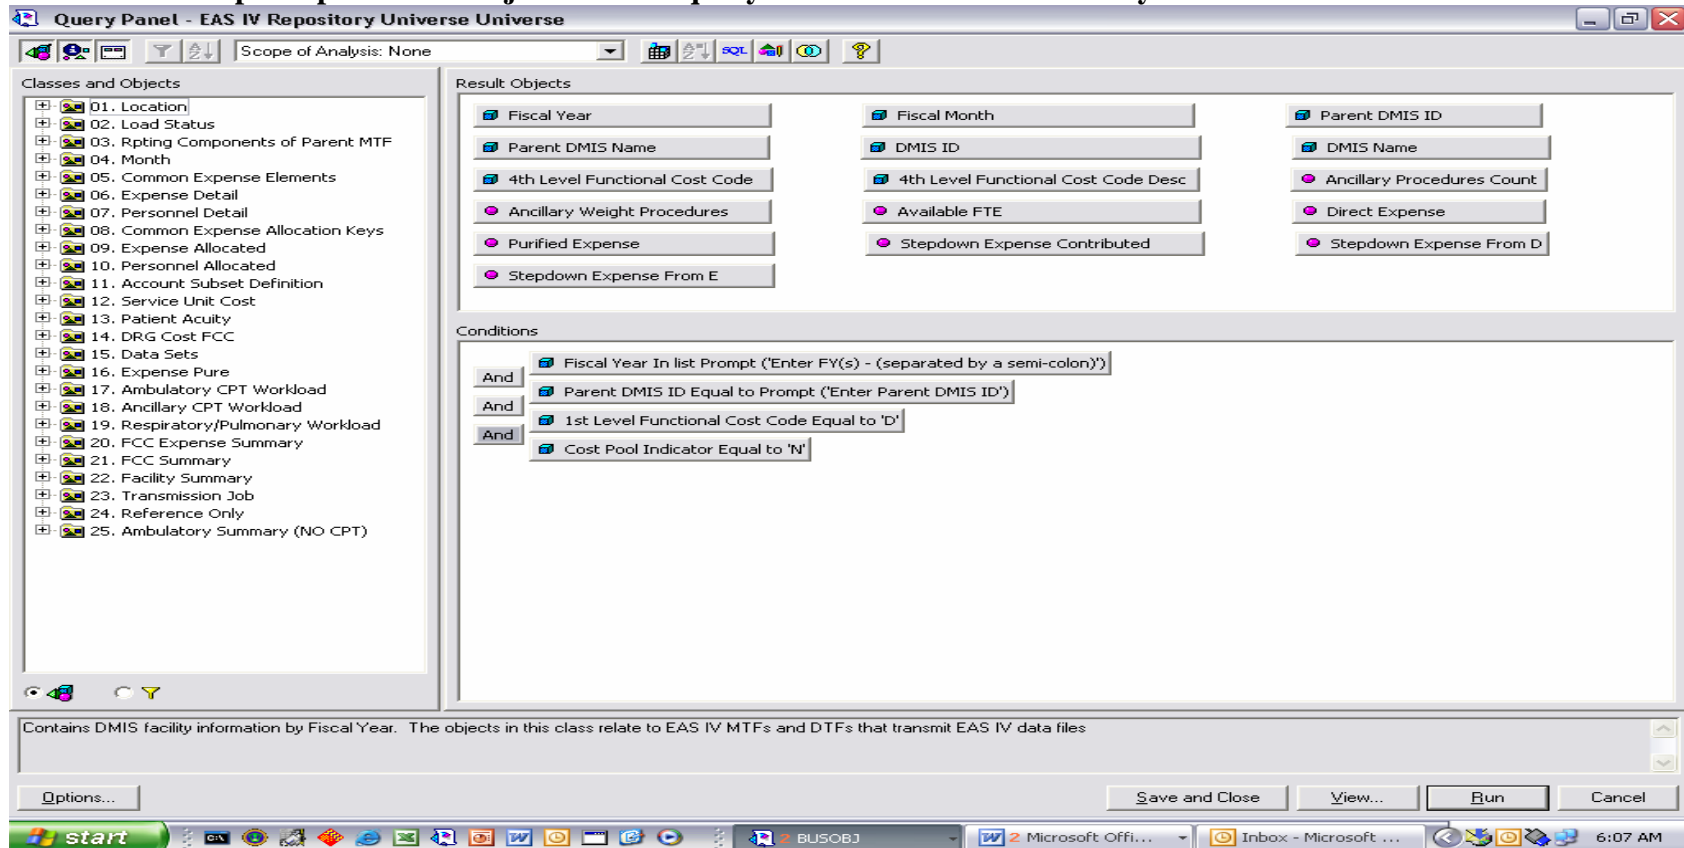 Query Panel - EAS IV Repository Universe Universe
Scope of Analysis: None
SQL
Classes and Objects
01. Location
02. Load Status
03. Rpting Components of Parent MTF
04. Month
05. Common Expense Elements
06. Expense Detail
07. Personnel Detail
08. Common Expense Allocation Keys
09. Expense Allocated
10. Personnel Allocated
11. Account Subset Definition
12. Service Unit Cost
13. Patient Acuity
14. DRG Cost FCC
15. Data Sets
16. Expense Pure
17. Ambulatory CPT Workload
18. Ancillary CPT Workload
19. Respiratory/Pulmonary Workload
20. FCC Expense Summary
21. FCC Summary
22. Facility Summary
23. Transmission Job
24. Reference Only
25. Ambulatory Summary (NO CPT)
Result Objects
Fiscal Year
Fiscal Month
Parent DMIS ID
Parent DMIS Name
DMIS ID
DMIS Name
4th Level Functional Cost Code
4th Level Functional Cost Code Desc
Ancillary Procedures Count
Ancillary Weight Procedures
Available FTE
Direct Expense
Purified Expense
Stepdown Expense Contributed
Stepdown Expense From D
Stepdown Expense From E
Conditions
Fiscal Year In list Prompt ('Enter FY(s) - (separated by a semi-colon)')
And
Parent DMIS ID Equal to Prompt ('Enter Parent DMIS ID')
And
1st Level Functional Cost Code Equal to 'D'
And
Cost Pool Indicator Equal to 'N'
Contains DMIS facility information by Fiscal Year. The objects in this class relate to EAS IV MTFs and DTFs that transmit EAS IV data files
Options...
Save and Close
View...
Run
Cancel
start
2 BUSOBJ
2 Microsoft Offi...
Inbox - Microsoft ...
6:07 AM